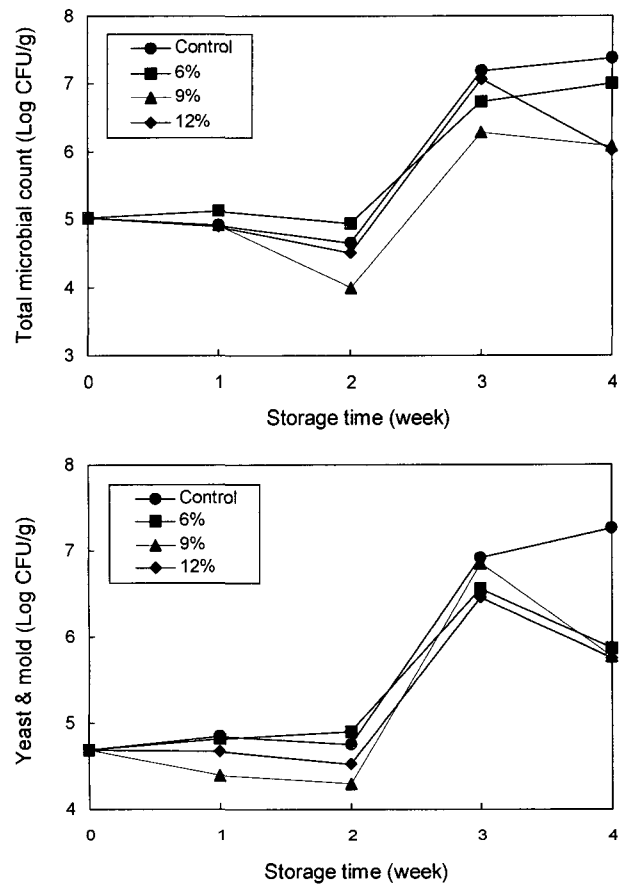 8
7
6
5
4
3
Total microbial count (Log CFU/g)
Control
6%
9%
12%
0 1 2 3 4
Storage time (week)
8
7
6
5
4
Yeast & mold (Log CFU/g)
Control
6%
9%
12%
0 1 2 3 4
Storage time (week)